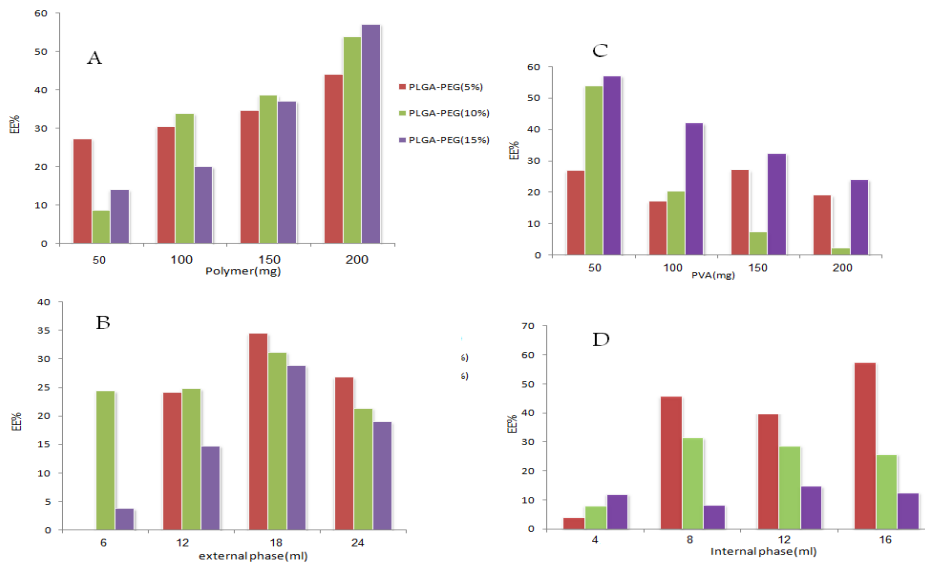 A
EE%
60
50
40
30
20
10
0
50 100 150 200
Polymer(mg)
PLGA-PEG(5%)
PLGA-PEG(10%)
PLGA-PEG(15%)
C
EE%
60
50
40
30
20
10
0
50 100 150 200
PVA(mg)
B
EE%
40
35
30
25
20
15
10
5
0
6 12 18 24
external phase(ml)
%)
%)
D
EE%
70
60
50
40
30
20
10
0
4 8 12 16
Internal phase(ml)